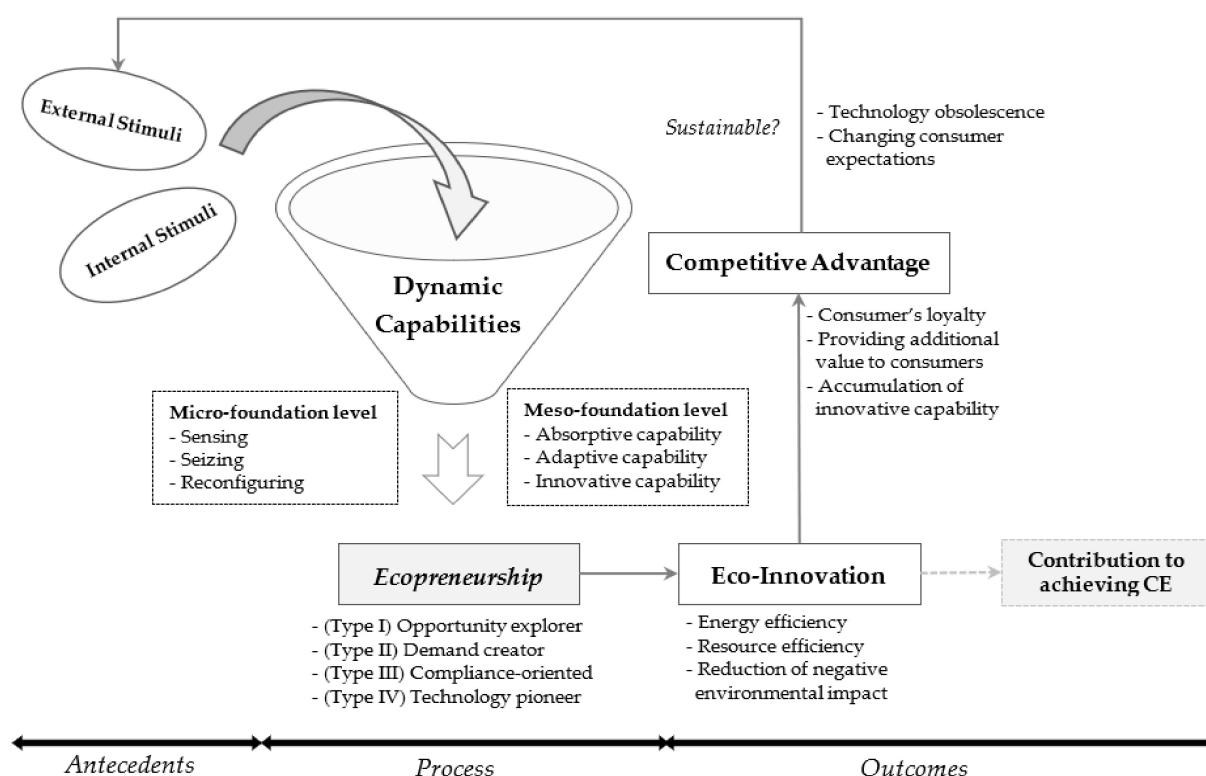 External Stimuli
Internal Stimuli
Dynamic
Capabilities
Sustainable?
- Technology obsolescence
- Changing consumer
expectations
Competitive Advantage
- Consumer’s loyalty
- Providing additional
value to consumers
- Accumulation of
innovative capability
Micro-foundation level
- Sensing
- Seizing
- Reconfiguring
Meso-foundation level
- Absorptive capability
- Adaptive capability
- Innovative capability
Ecopreneurship
- (Type I) Opportunity explorer
- (Type II) Demand creator
- (Type III) Compliance-oriented
- (Type IV) Technology pioneer
Eco-Innovation
- Energy efficiency
- Resource efficiency
- Reduction of negative
environmental impact
Contribution to
achieving CE
Antecedents
Process
Outcomes